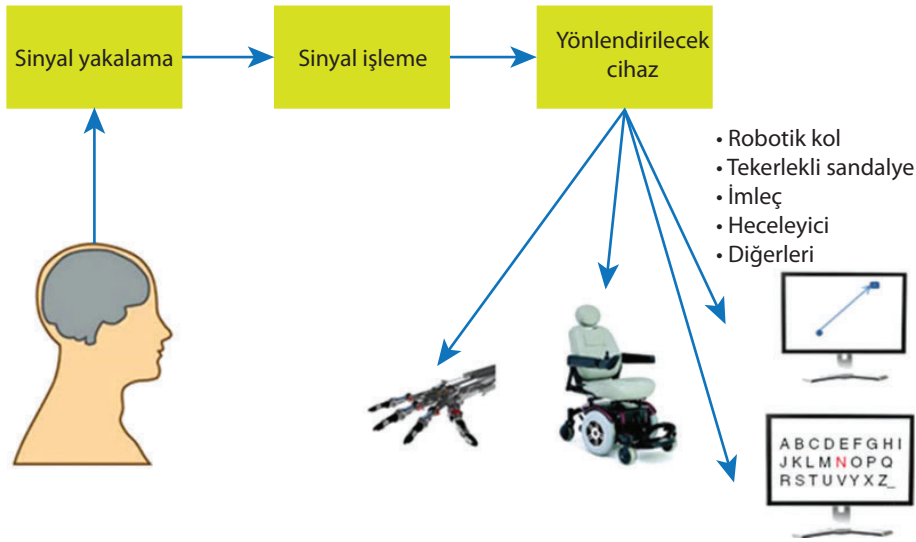 Sinyal yakalama
Sinyal işleme
Yönlendirilecek
cihaz
• Robotik kol
• Tekerlekli sandalye
• İmleç
• Heceleyici
• Diğerleri
ABCDEFGHI
JKLMNOPQ
RSTUVYXZ_